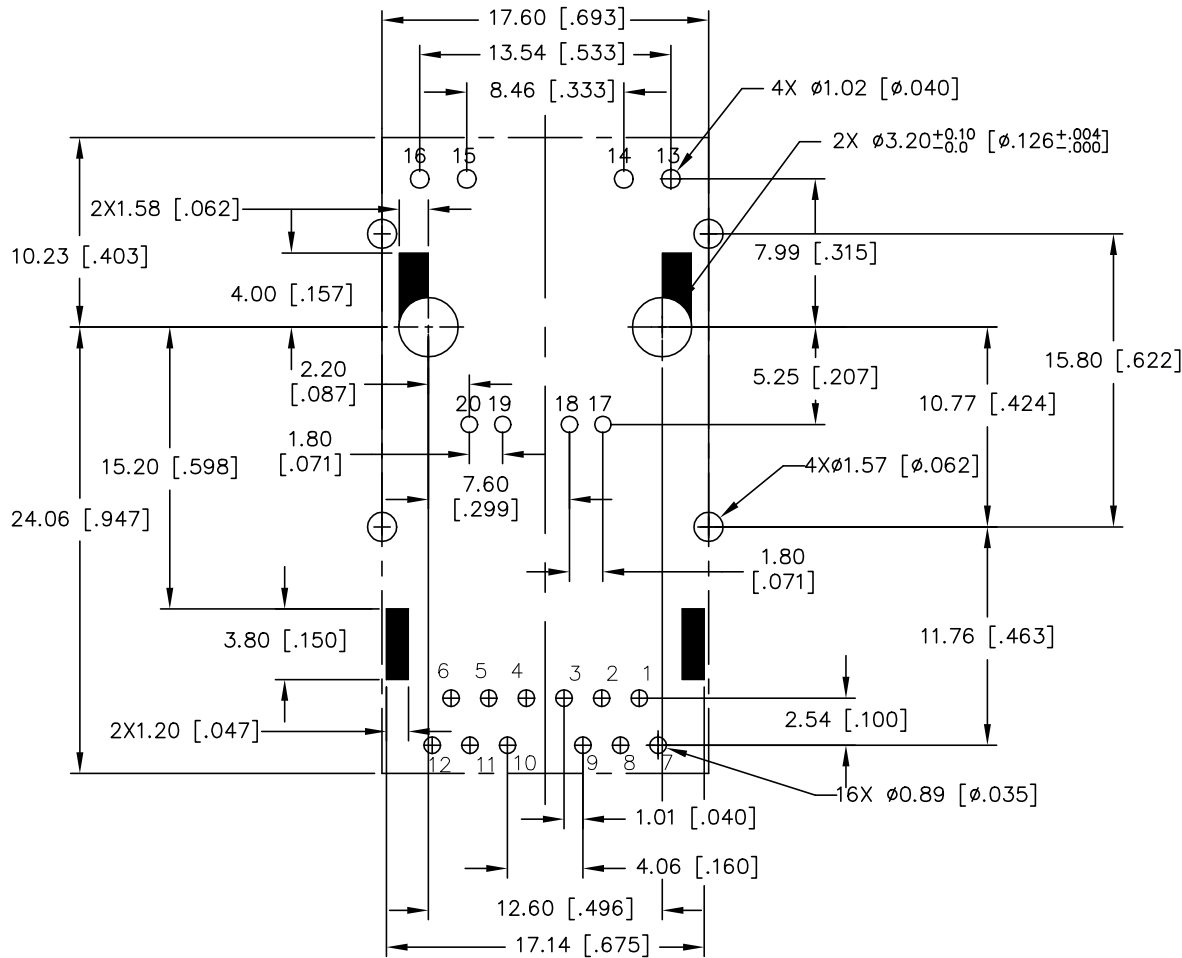 17.60 [.693]
13.54 [.533]
8.46 [.333]
4X ø1.02 [ø.040]
2X ø3.20+0.10 -0.0 [ø.126+.004 -.000]
16 15 14 13
2X1.58 [.062]
10.23 [.403]
7.99 [.315]
4.00 [.157]
15.80 [.622]
2.20
[.087]
5.25 [.207]
10.77 [.424]
20 19 18 17
1.80
[.071]
15.20 [.598]
4Xø1.57 [ø.062]
7.60
[.299]
24.06 [.947]
1.80
[.071]
3.80 [.150]
11.76 [.463]
6 5 4 3 2 1
2.54 [.100]
2X1.20 [.047]
12 11 10 9 8 7
16X ø0.89 [ø.035]
1.01 [.040]
4.06 [.160]
12.60 [.496]
17.14 [.675]